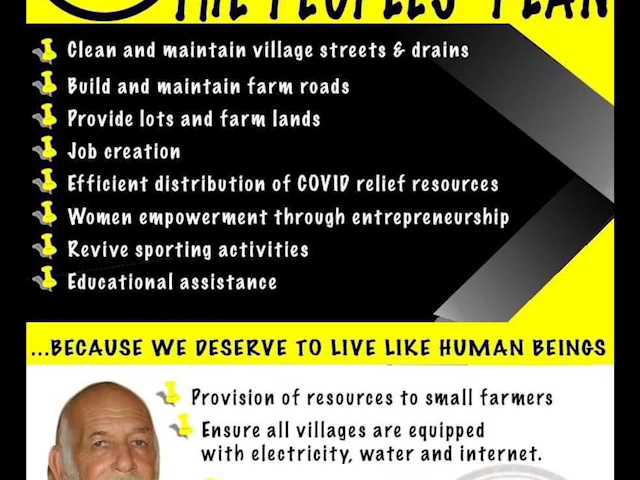 THE PEOPLES' PLAN
Clean and maintain village streets & drains
Build and maintain farm roads
Provide lots and farm lands
Job creation
Efficient distribution of COVID relief resources
Women empowerment through entrepreneurship
Revive sporting activities
Educational assistance
...BECAUSE WE DESERVE TO LIVE LIKE HUMAN BEINGS
Provision of resources to small farmers
Ensure all villages are equipped
with electricity, water and internet.